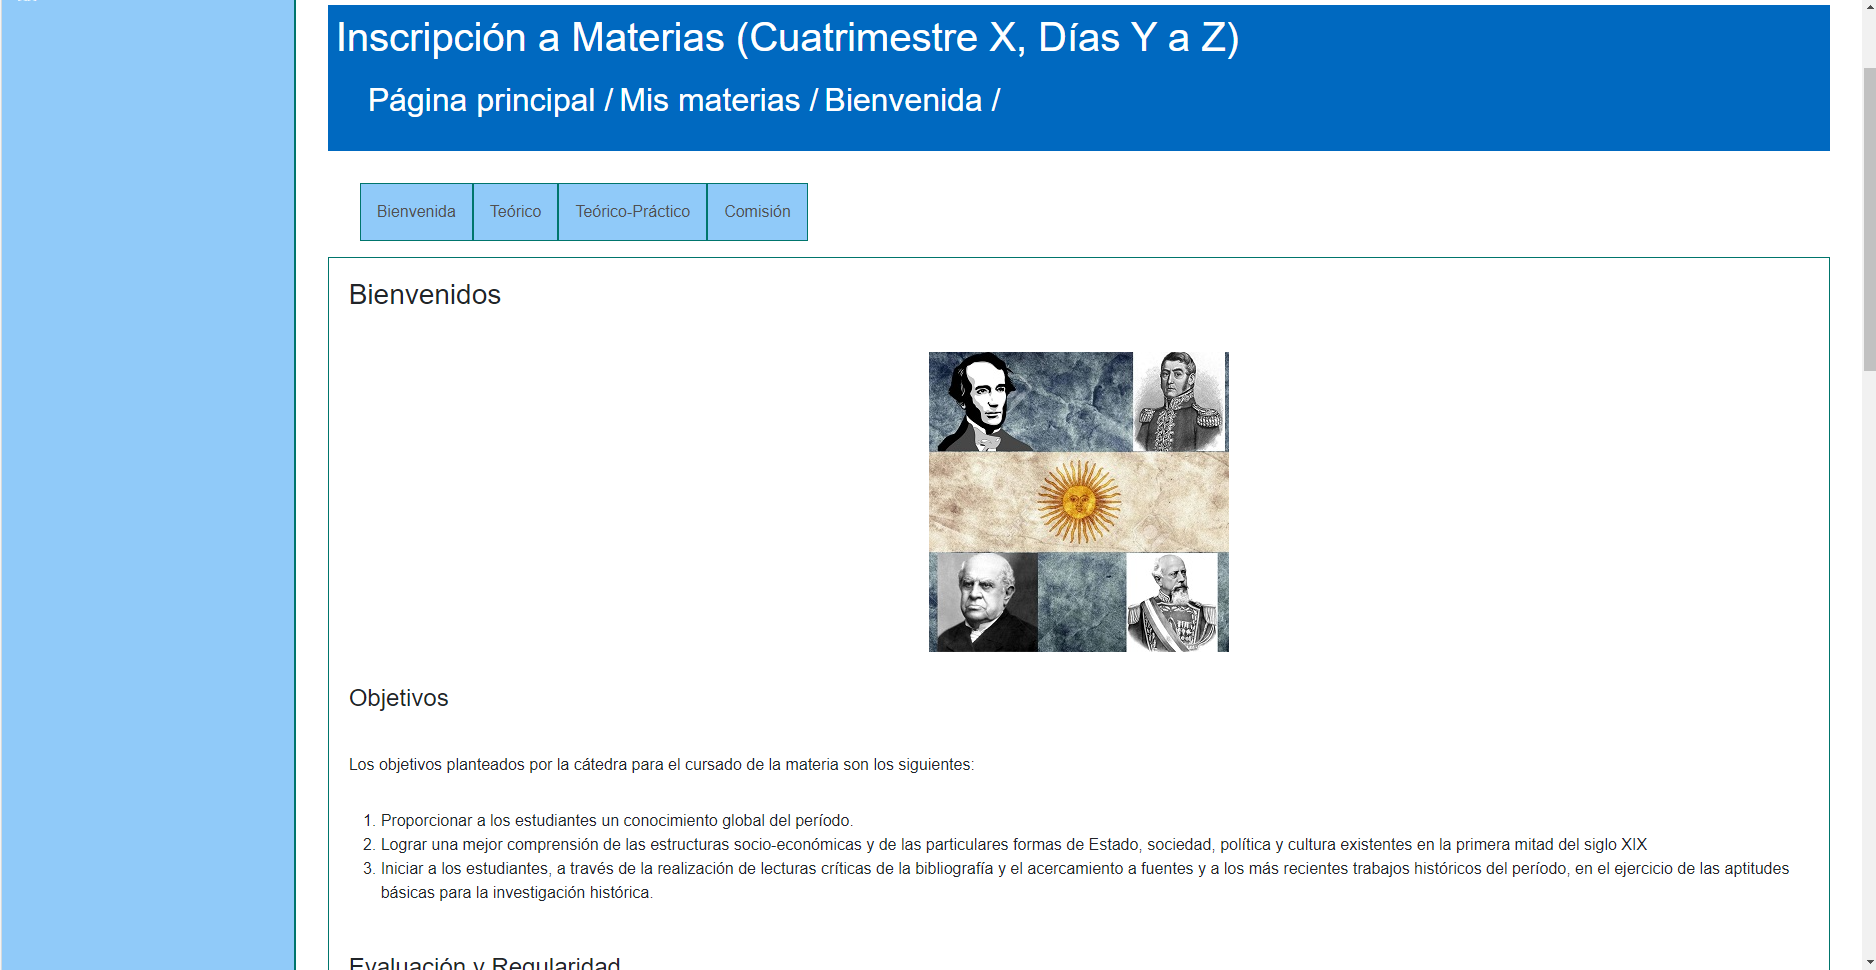 Inscripción a Materias (Cuatrimestre X, Días Y a Z)
Página principal / Mis materias / Bienvenida /
Bienvenida Teórico Teórico-Práctico Comisión
Bienvenidos
Objetivos
Los objetivos planteados por la cátedra para el cursado de la materia son los siguientes:
1. Proporcionar a los estudiantes un conocimiento global del período.
2. Lograr una mejor comprensión de las estructuras socio-económicas y de las particulares formas de Estado, sociedad, política y cultura existentes en la primera mitad del siglo XIX
3. Iniciar a los estudiantes, a través de la realización de lecturas críticas de la bibliografía y el acercamiento a fuentes y a los más recientes trabajos históricos del período, en el ejercicio de las aptitudes
básicas para la investigación histórica.
Evaluación y Regularidad